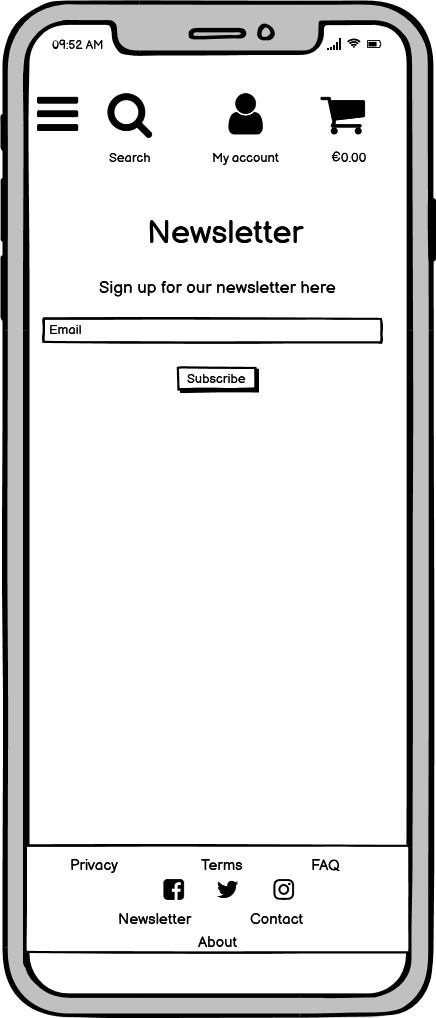 09:52 AM
Search
My account
€0.00
Newsletter
Sign up for our newsletter here
Email
Subscribe
Privacy
Terms
FAQ
Newsletter
Contact
About